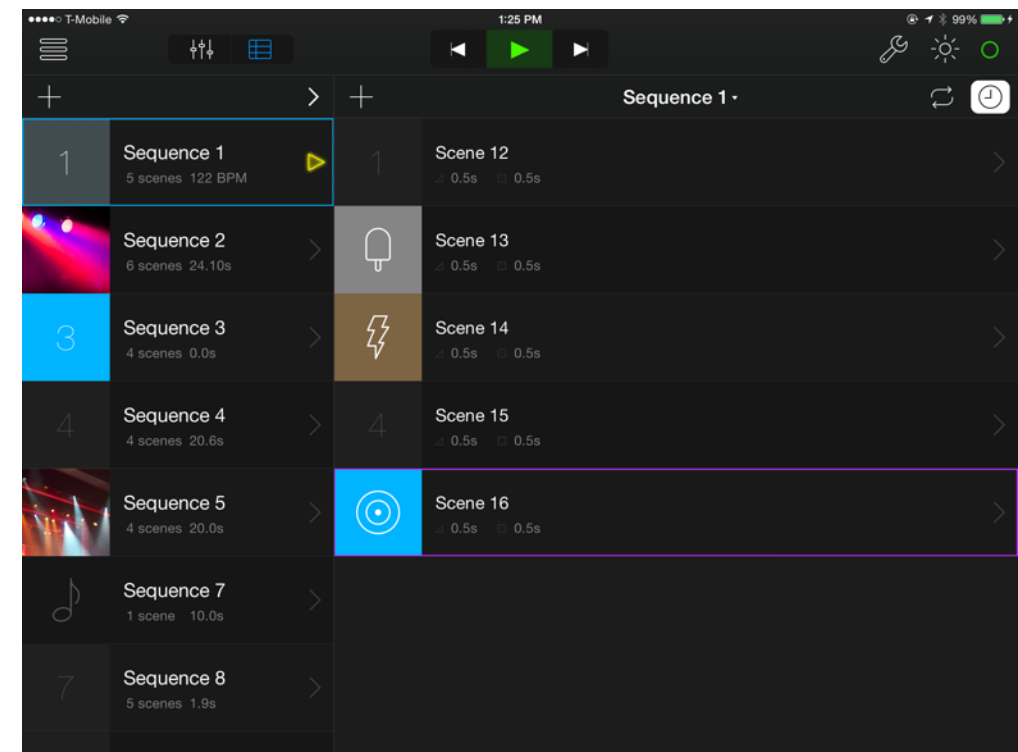 T-Mobile
1:25 PM
99%
Sequence 1
1
Sequence 1
5 scenes 122 BPM
Sequence 2
6 scenes 24.10s
3
Sequence 3
4 scenes 0.0s
4
Sequence 4
4 scenes 20.6s
Sequence 5
4 scenes 20.0s
Sequence 7
1 scene 10.0s
7
Sequence 8
5 scenes 1.9s
1
Scene 12
0.5s 0.5s
Scene 13
0.5s 0.5s
Scene 14
0.5s 0.5s
4
Scene 15
0.5s 0.5s
Scene 16
0.5s 0.5s